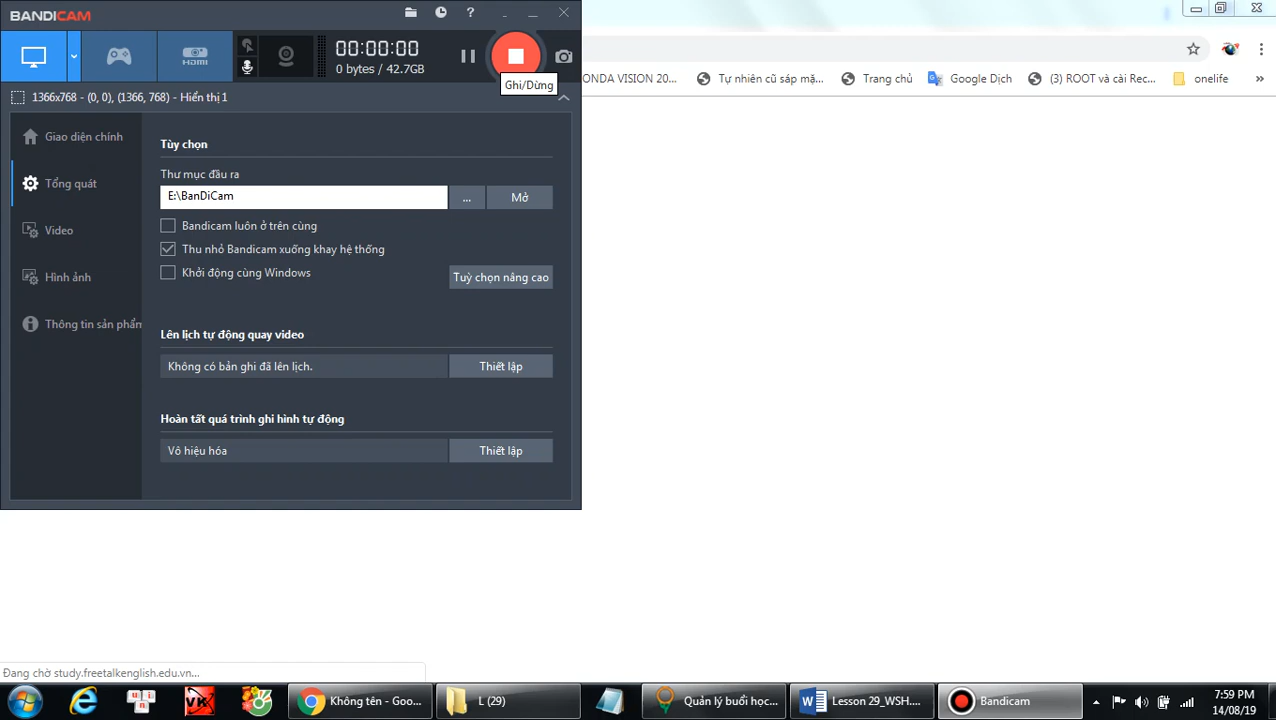 BANDICAM
?
00:00:00
0 bytes / 42.7GB
HDMI
Ghi/Dừng
1366x768 - (0, 0), (1366, 768) - Hiển thị 1
Giao diện chính
Tổng quát
Video
Hình ảnh
Thông tin sản phẩm
Tùy chọn
Thư mục đầu ra
E:\BanDiCam
...
Mở
Bandicam luôn ở trên cùng
Thu nhỏ Bandicam xuống khay hệ thống
Khởi động cùng Windows
Tuỳ chọn nâng cao
Lên lịch tự động quay video
Không có bản ghi đã lên lịch.
Thiết lập
Hoàn tất quá trình ghi hình tự động
Vô hiệu hóa
Thiết lập
ONDA VISION 20...
Tự nhiên cũ sáp mặ...
Trang chủ
Google Dịch
(3) ROOT và cài Rec...
onelife
»
Đang chờ study.freetalkenglish.edu.vn...
Không tên - Goo...
L (29)
Quản lý buổi học...
Lesson 29_WSH....
Bandicam
7:59 PM
14/08/19